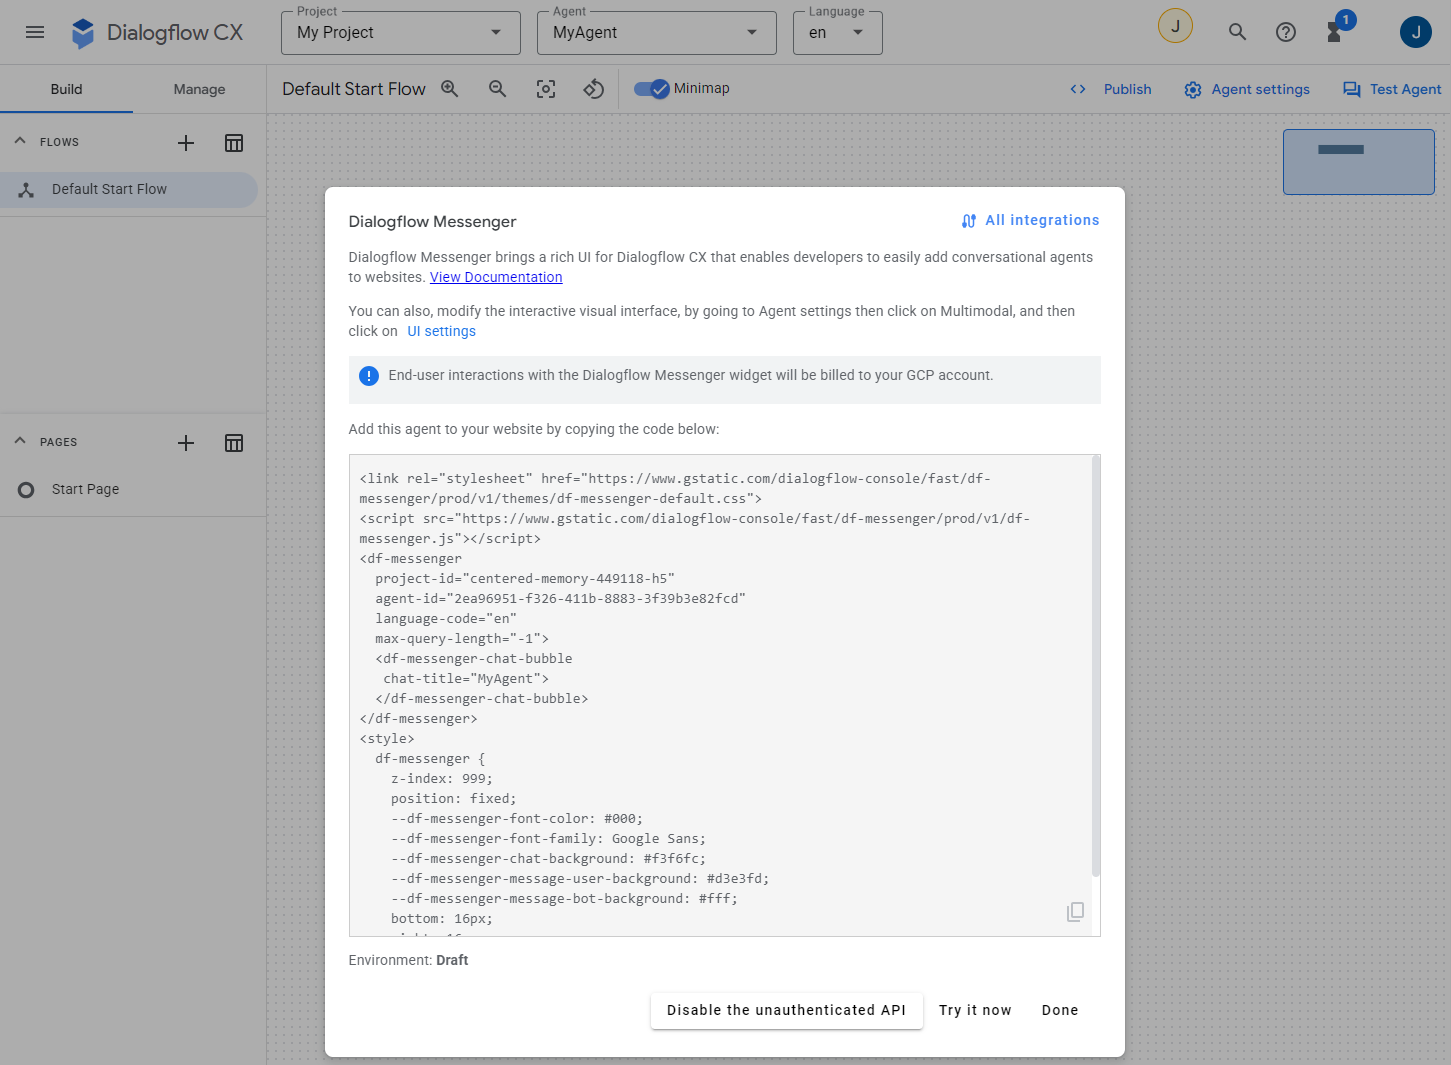 Dialogflow CX
Project
My Project
Agent
MyAgent
Language
en
J
1
J
Build
Manage
Default Start Flow
Minimap
Publish
Agent settings
Test Agent
FLOWS
Default Start Flow
PAGES
Start Page
Dialogflow Messenger
All integrations
Dialogflow Messenger brings a rich UI for Dialogflow CX that enables developers to easily add conversational agents
to websites. View Documentation
You can also, modify the interactive visual interface, by going to Agent settings then click on Multimodal, and then
click on UI settings
End-user interactions with the Dialogflow Messenger widget will be billed to your GCP account.
Add this agent to your website by copying the code below:
<link rel="stylesheet" href="https://www.gstatic.com/dialogflow-console/fast/df-
messenger/prod/v1/themes/df-messenger-default.css">
<script src="https://www.gstatic.com/dialogflow-console/fast/df-messenger/prod/v1/df-
messenger.js"></script>
<df-messenger
project-id="centered-memory-449118-h5"
agent-id="2ea96951-f326-411b-8883-3f39b3e82fcd"
language-code="en"
max-query-length="-1">
<df-messenger-chat-bubble
chat-title="MyAgent">
</df-messenger-chat-bubble>
</df-messenger>
<style>
df-messenger {
z-index: 999;
position: fixed;
--df-messenger-font-color: #000;
--df-messenger-font-family: Google Sans;
--df-messenger-chat-background: #f3f6fc;
--df-messenger-message-user-background: #d3e3fd;
--df-messenger-message-bot-background: #fff;
bottom: 16px;
Environment: Draft
Disable the unauthenticated API
Try it now
Done